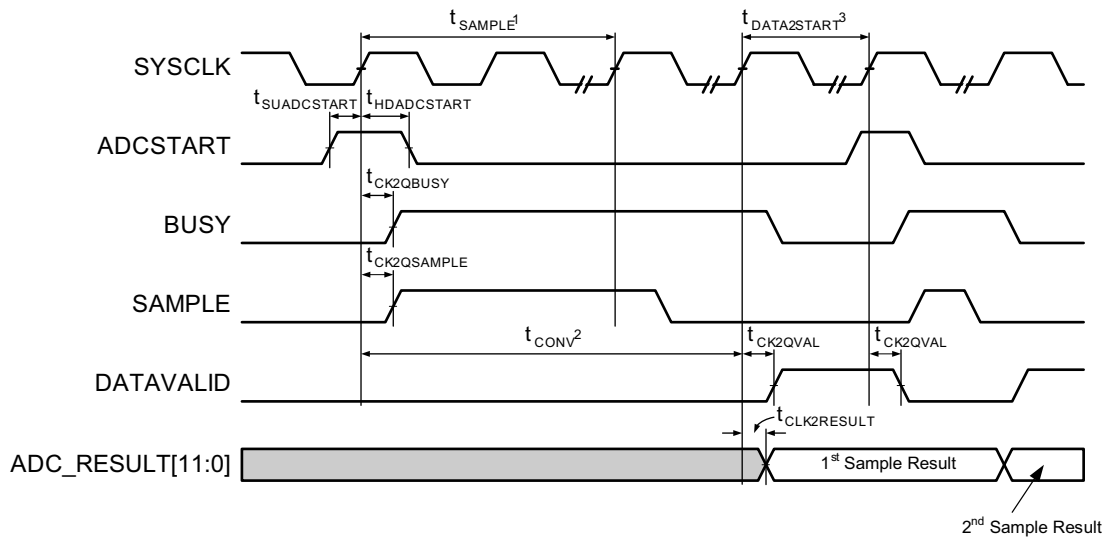 tSAMPLE1
tDATA2START3
SYSCLK
tSUADCSTART
tHDADCSTART
ADCSTART
tCK2QBUSY
BUSY
tCK2QSAMPLE
SAMPLE
tCONV2
tCK2QVAL
tCK2QVAL
DATAVALID
tCLK2RESULT
ADC_RESULT[11:0]
1st Sample Result
2nd Sample Result